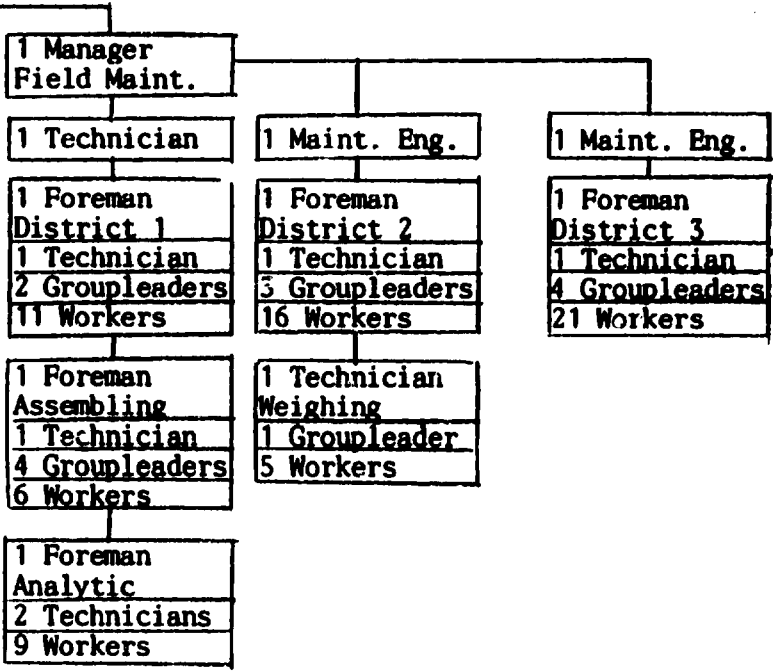 1 Manager
Field Maint.
1 Technician
1 Foreman
District 1
1 Technician
2 Groupleaders
11 Workers
1 Foreman
Assembling
1 Technician
4 Groupleaders
6 Workers
1 Foreman
Analytic
2 Technicians
9 Workers
1 Maint. Eng.
1 Foreman
District 2
1 Technician
3 Groupleaders
16 Workers
1 Technician
Weighing
1 Groupleader
5 Workers
1 Maint. Eng.
1 Foreman
District 3
1 Technician
4 Groupleaders
21 Workers